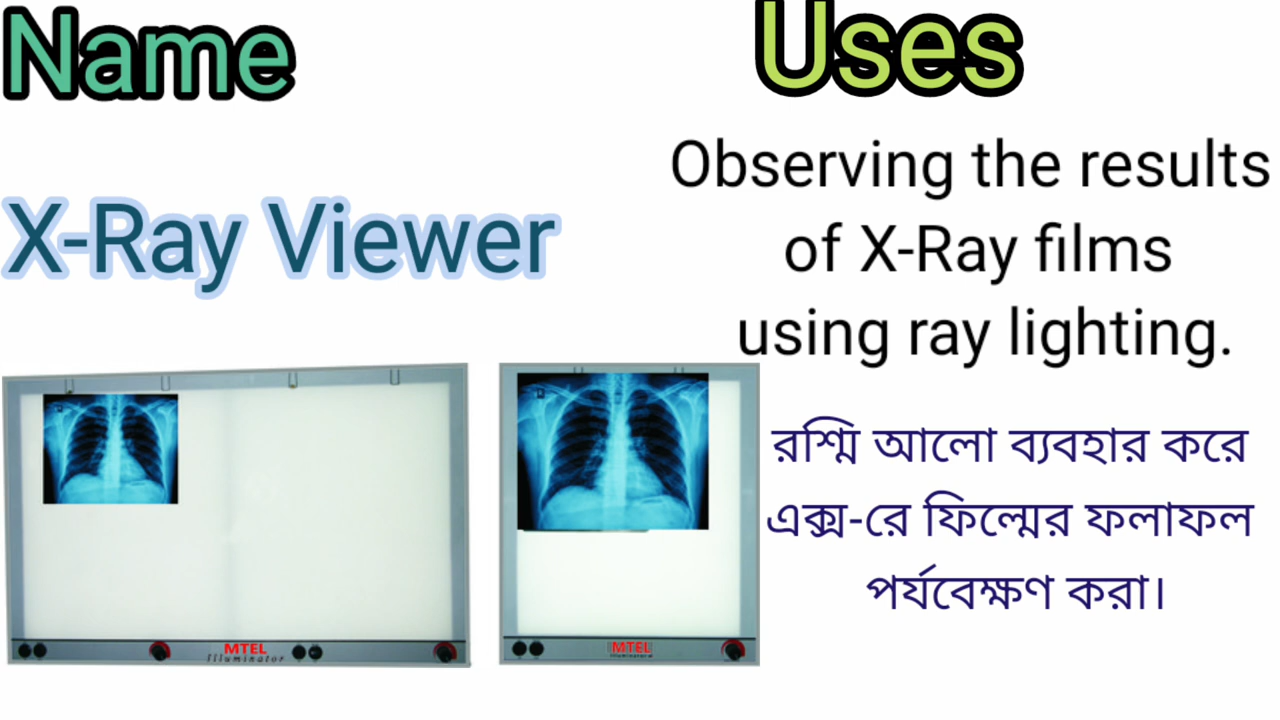 Name
Uses
X-Ray Viewer
Observing the results
of X-Ray films
using ray lighting.
রশ্মি আলো ব্যবহার করে
এক্স-রে ফিল্মের ফলাফল
পর্যবেক্ষণ করা।
MTEL
illuminator
MTEL